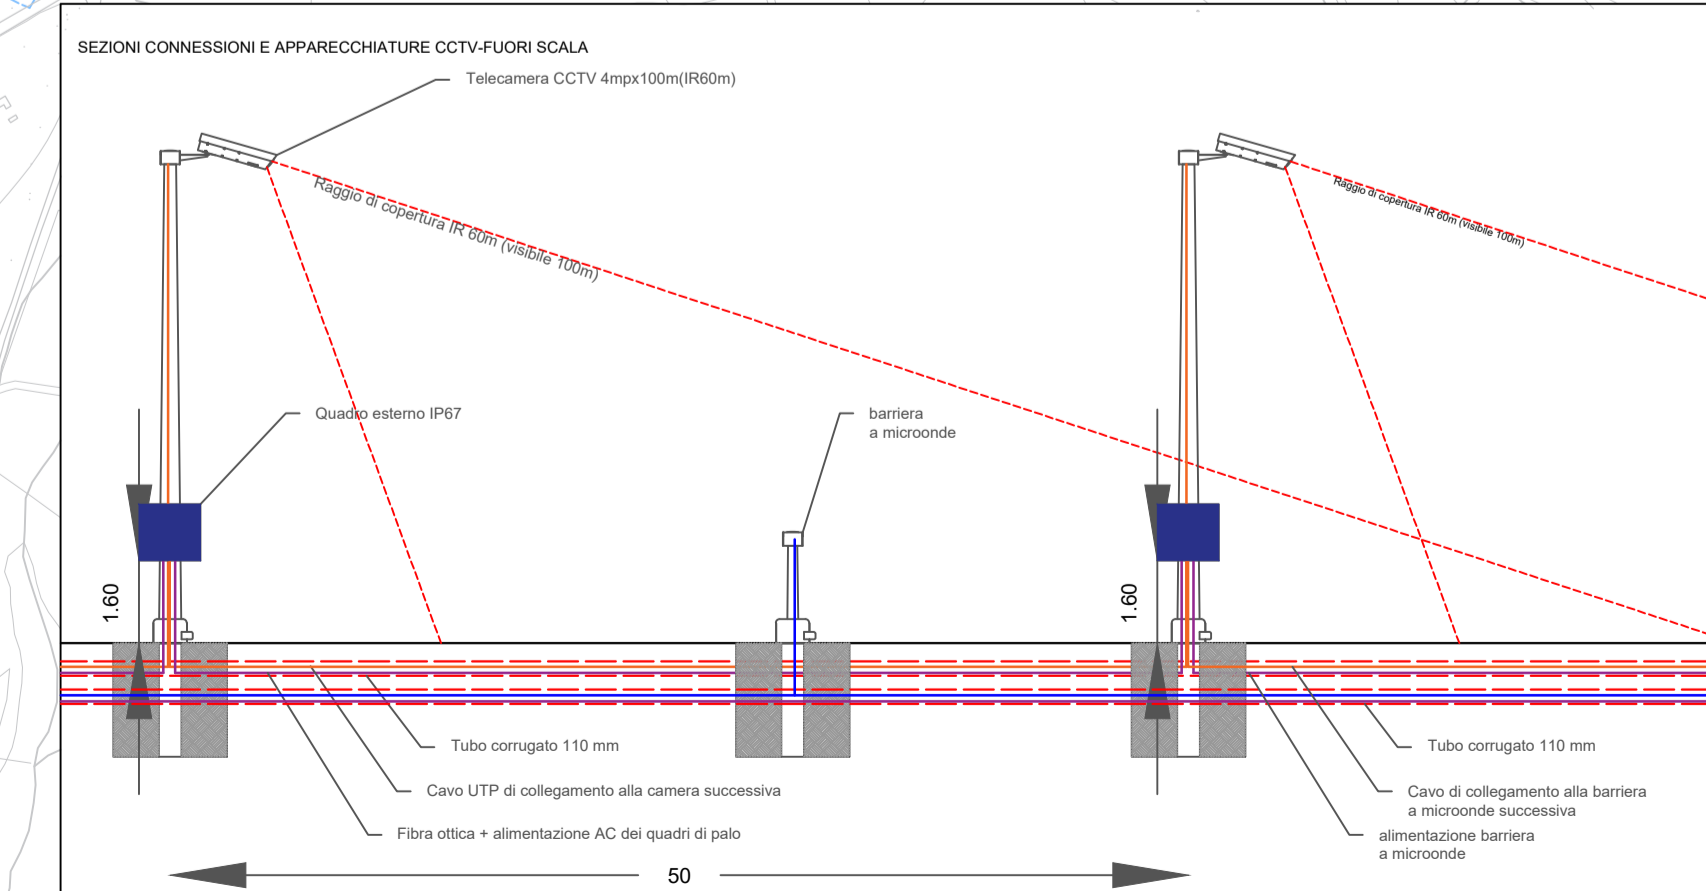 SEZIONI CONNESSIONI E APPARECCHIATURE CCTV-FUORI SCALA
Telecamera CCTV 4mpx100m(IR60m)
Raggio di copertura IR 60m (visibile 100m)
Raggio di copertura IR 60m (visibile 100m)
Quadro esterno IP67
barriera
a microonde
1.60
1.60
Tubo corrugato 110 mm
Cavo UTP di collegamento alla camera successiva
Fibra ottica + alimentazione AC dei quadri di palo
Tubo corrugato 110 mm
Cavo di collegamento alla barriera
a microonde successiva
alimentazione barriera
a microonde
50